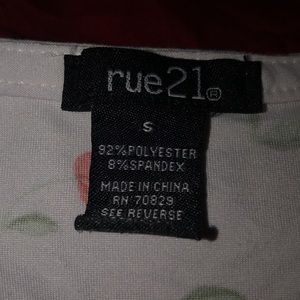 rue21®
S
92%POLYESTER
8%SPANDEX
MADE IN CHINA
RN 70829
SEE REVERSE